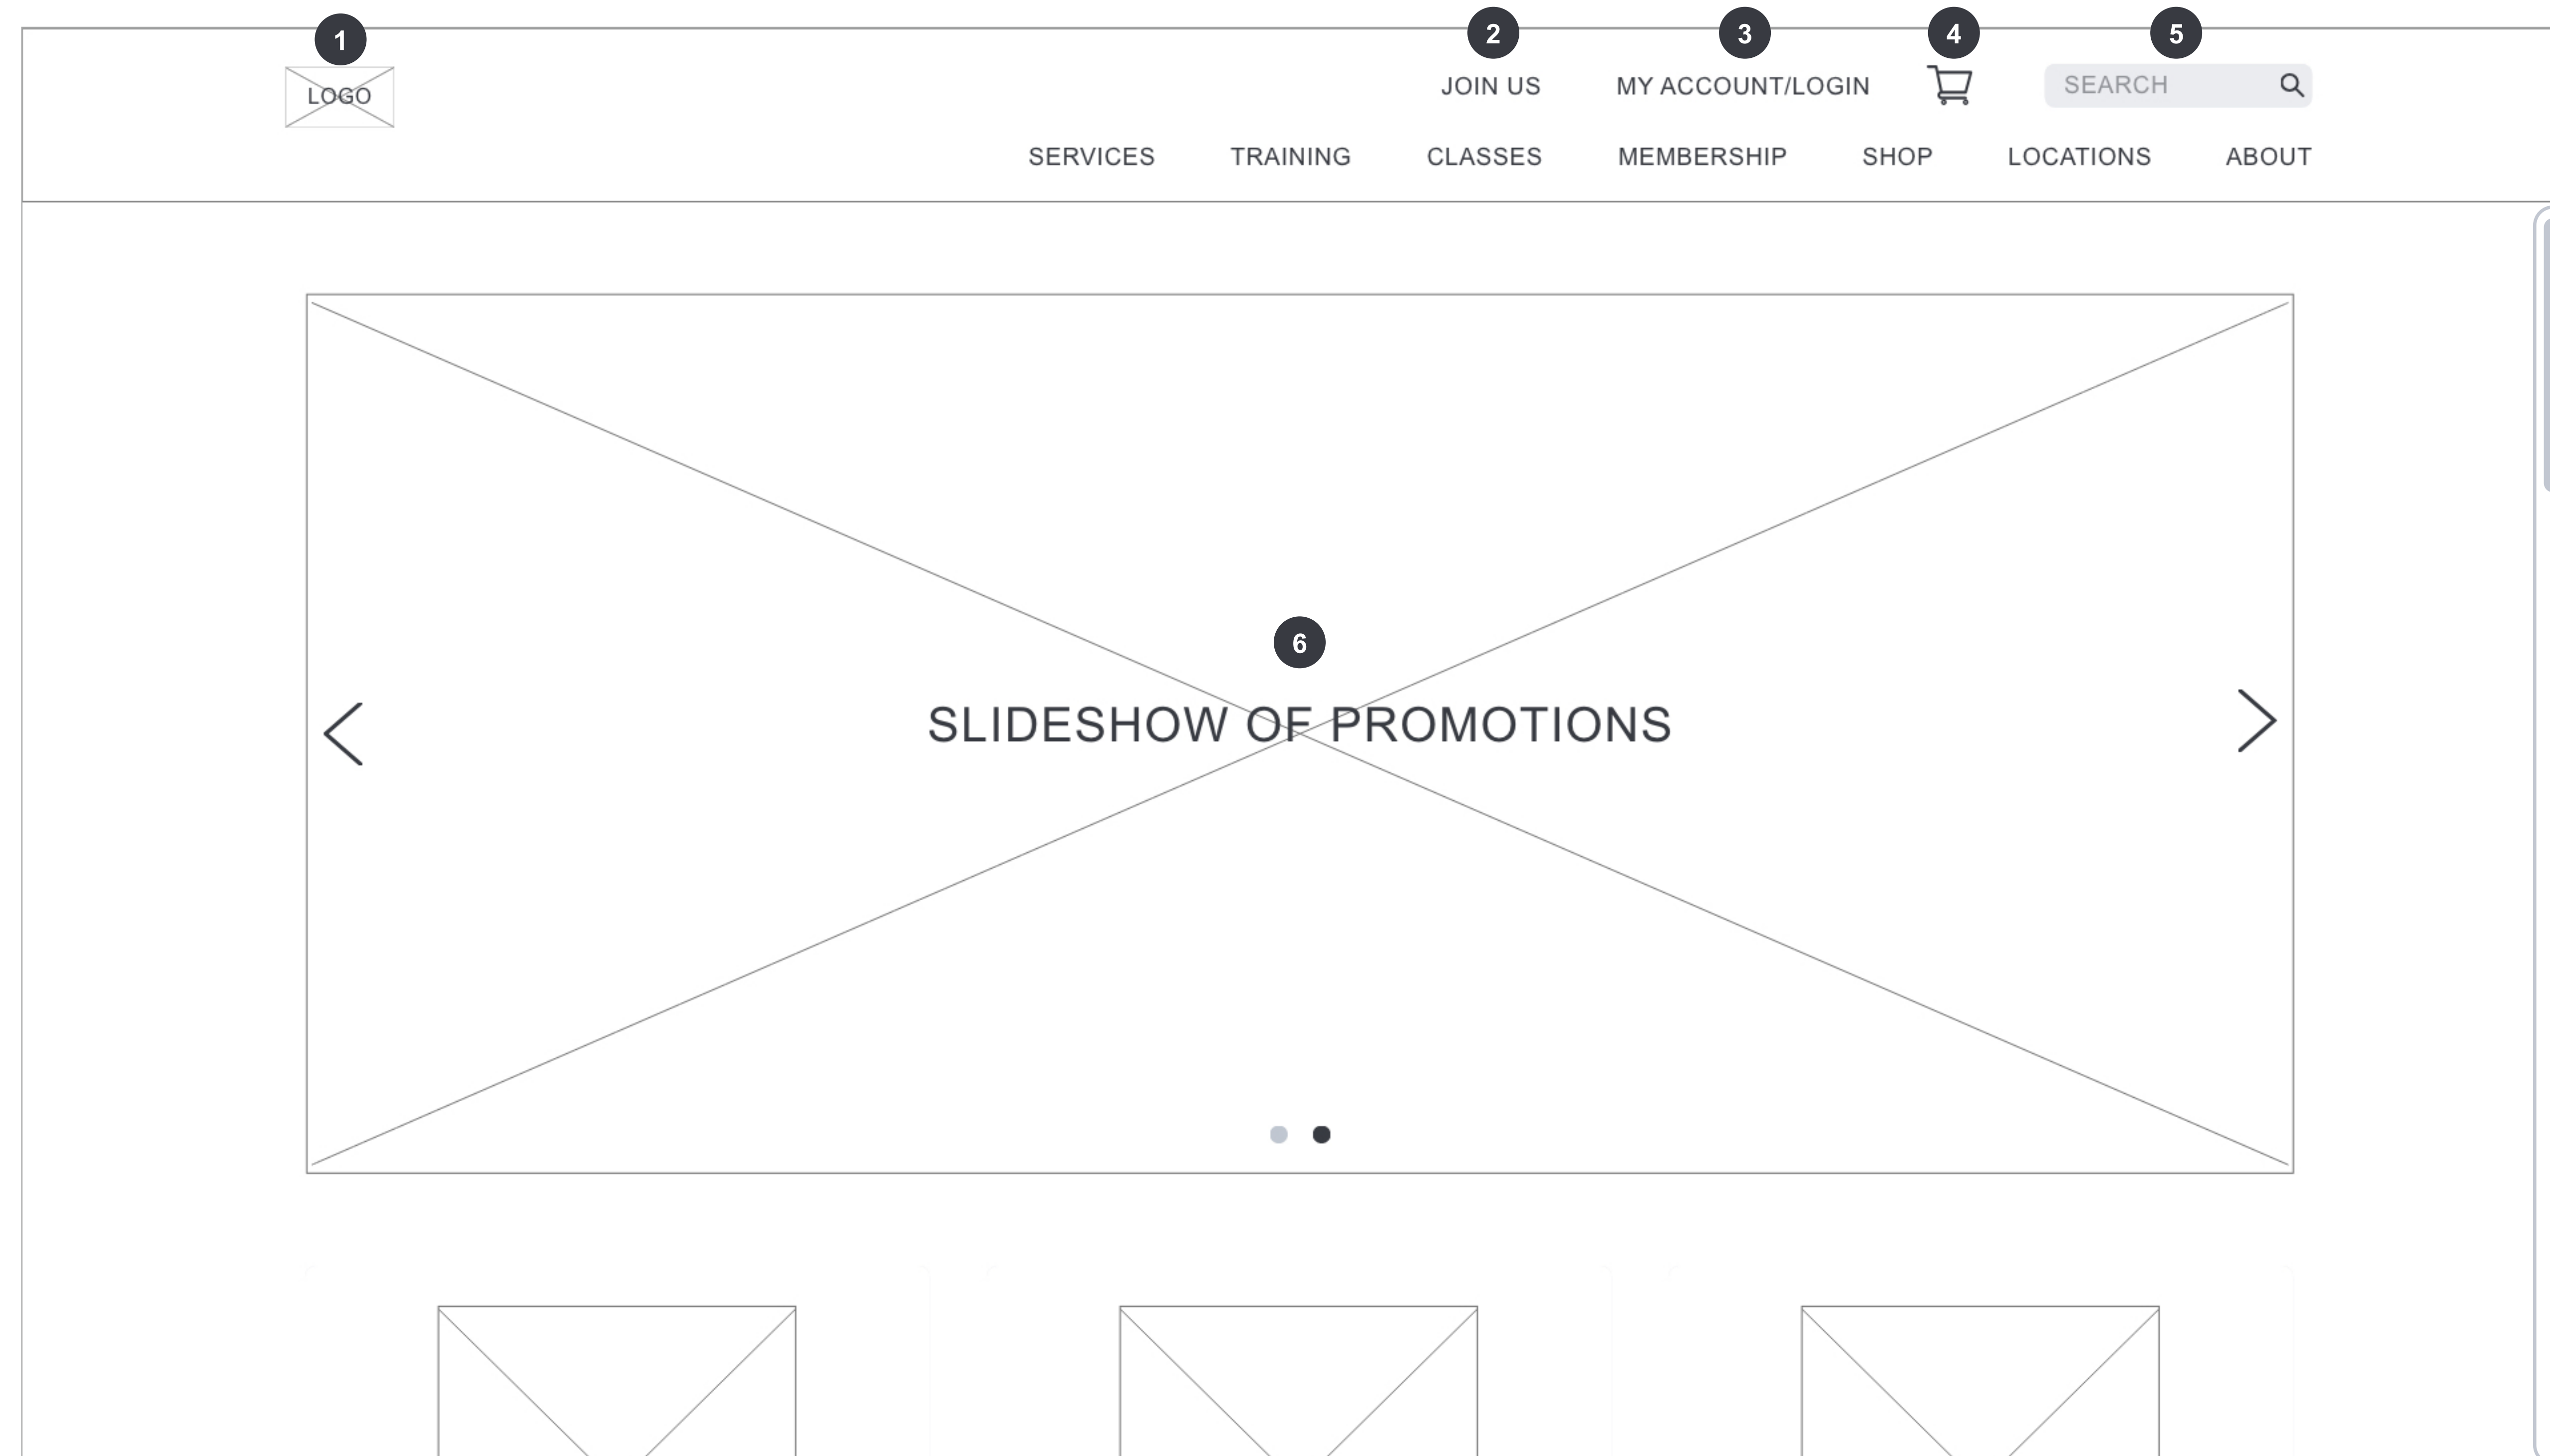 1 2 3 4 5
LOGO JOIN US MY ACCOUNT/LOGIN SEARCH
SERVICES TRAINING CLASSES MEMBERSHIP SHOP LOCATIONS ABOUT
6
SLIDESHOW OF PROMOTIONS